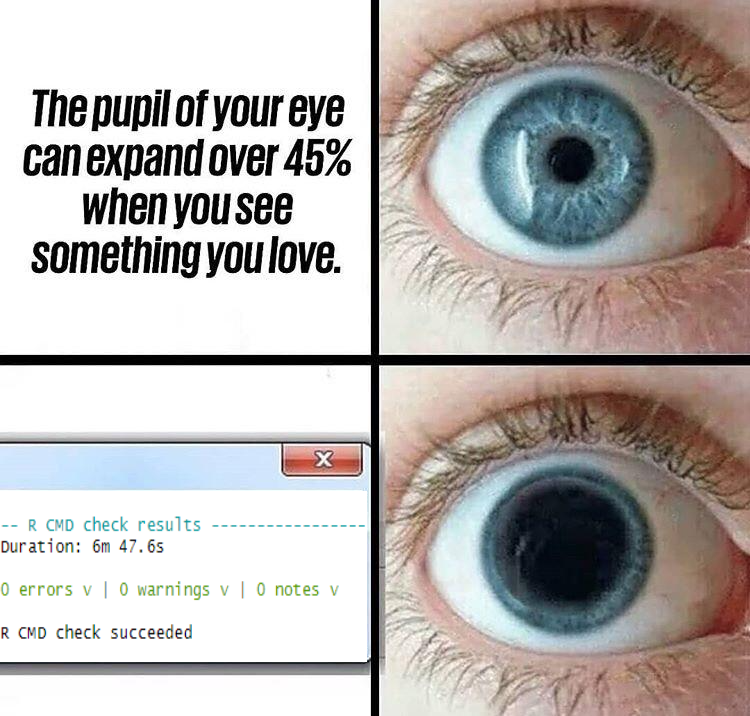 The pupil of your eye
can expand over 45%
when you see
something you love.
X
-- R CMD check results -----------------
Duration: 6m 47.6s
0 errors v | 0 warnings v | 0 notes v
R CMD check succeeded